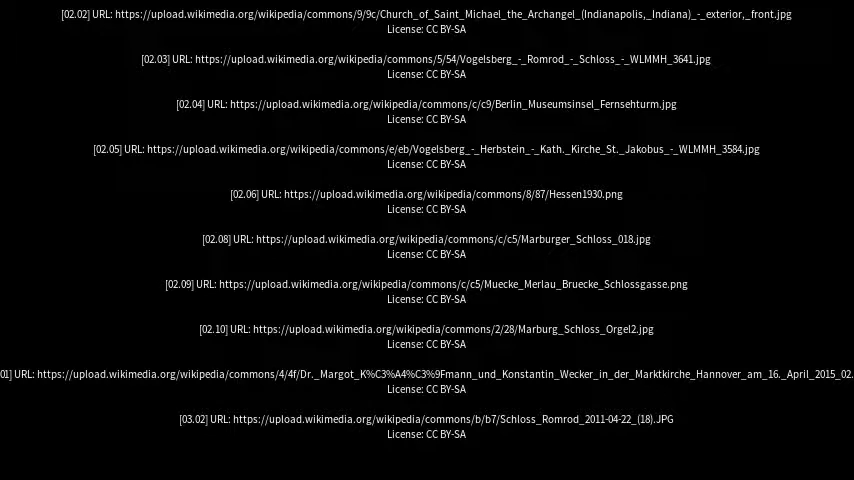 [02.02] URL: https://upload.wikimedia.org/wikipedia/commons/9/9c/Church_of_Saint_Michael_the_Archangel_(Indianapolis,_Indiana)_-_exterior,_front.jpg
License: CC BY-SA
[02.03] URL: https://upload.wikimedia.org/wikipedia/commons/5/54/Vogelsberg_-_Romrod_-_Schloss_-_WLMMH_3641.jpg
License: CC BY-SA
[02.04] URL: https://upload.wikimedia.org/wikipedia/commons/c/c9/Berlin_Museumsinsel_Fernsehturm.jpg
License: CC BY-SA
[02.05] URL: https://upload.wikimedia.org/wikipedia/commons/e/eb/Vogelsberg_-_Herbstein_-_Kath._Kirche_St._Jakobus_-_WLMMH_3584.jpg
License: CC BY-SA
[02.06] URL: https://upload.wikimedia.org/wikipedia/commons/8/87/Hessen1930.png
License: CC BY-SA
[02.08] URL: https://upload.wikimedia.org/wikipedia/commons/c/c5/Marburger_Schloss_018.jpg
License: CC BY-SA
[02.09] URL: https://upload.wikimedia.org/wikipedia/commons/c/c5/Muecke_Merlau_Bruecke_Schlossgasse.png
License: CC BY-SA
[02.10] URL: https://upload.wikimedia.org/wikipedia/commons/2/28/Marburg_Schloss_Orgel2.jpg
License: CC BY-SA
01] URL: https://upload.wikimedia.org/wikipedia/commons/4/4f/Dr._Margot_K%C3%A4%C3%9Fmann_und_Konstantin_Wecker_in_der_Marktkirche_Hannover_am_16._April_2015_02.
License: CC BY-SA
[03.02] URL: https://upload.wikimedia.org/wikipedia/commons/b/b7/Schloss_Romrod_2011-04-22_(18).JPG
License: CC BY-SA